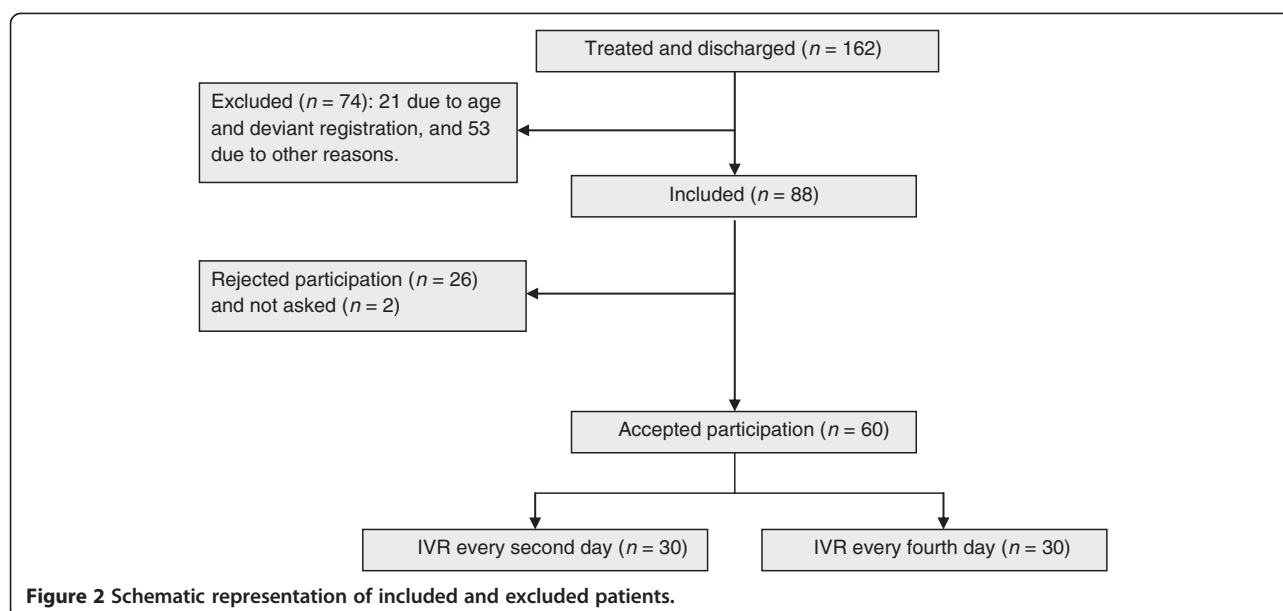 Treated and discharged (n = 162)
Excluded (n = 74): 21 due to age
and deviant registration, and 53
due to other reasons.
Included (n = 88)
Rejected participation (n = 26)
and not asked (n = 2)
Accepted participation (n = 60)
IVR every second day (n = 30)
IVR every fourth day (n = 30)
Figure 2 Schematic representation of included and excluded patients.